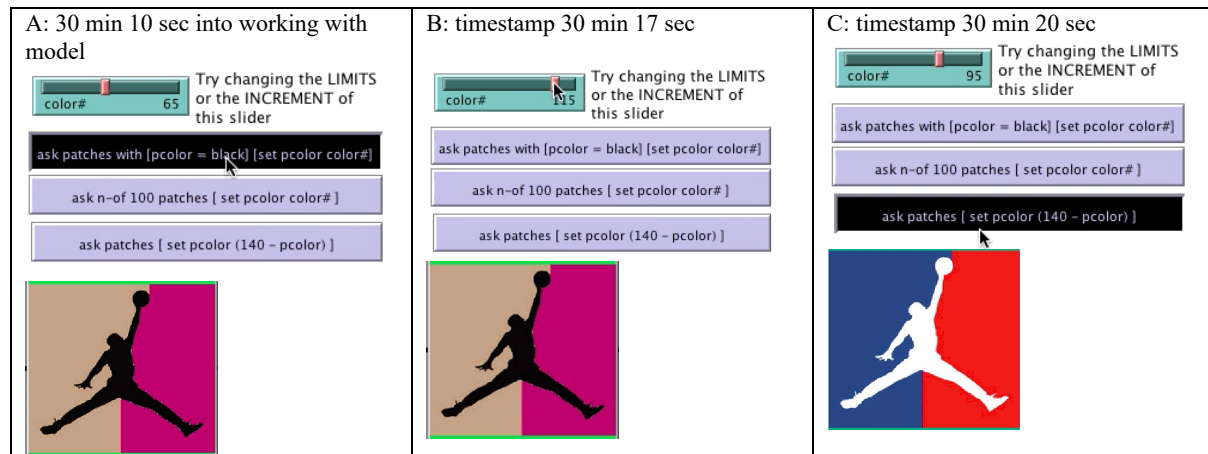 A: 30 min 10 sec into working with
model
Try changing the LIMITS
or the INCREMENT of
this slider
color# 65
ask patches with [pcolor = black] [set pcolor color#]
ask n-of 100 patches [ set pcolor color# ]
ask patches [ set pcolor (140 - pcolor) ]
B: timestamp 30 min 17 sec
Try changing the LIMITS
or the INCREMENT of
this slider
color# 115
ask patches with [pcolor = black] [set pcolor color#]
ask n-of 100 patches [ set pcolor color# ]
ask patches [ set pcolor (140 - pcolor) ]
C: timestamp 30 min 20 sec
Try changing the LIMITS
or the INCREMENT of
this slider
color# 95
ask patches with [pcolor = black] [set pcolor color#]
ask n-of 100 patches [ set pcolor color# ]
ask patches [ set pcolor (140 - pcolor) ]